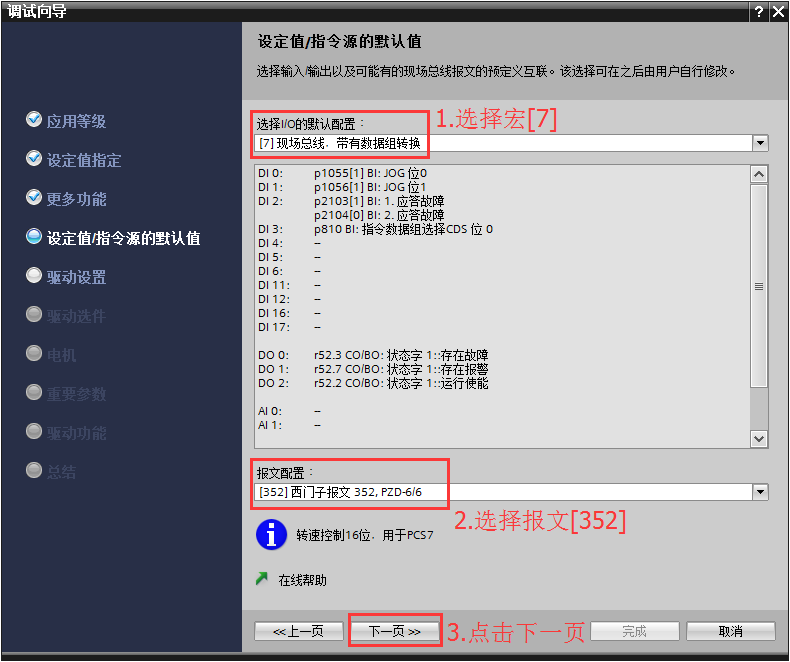 调试向导
? ×
设定值/指令源的默认值
选择输入/输出以及可能有的现场总线报文的预定义互联。该选择可在之后由用户自行修改。
应用等级
设定值指定
更多功能
设定值/指令源的默认值
驱动设置
驱动选件
电机
重要参数
驱动功能
总结
选择I/O的默认配置：
1.选择宏[7]
[7] 现场总线．带有数据组转换
DI 0: p1055[1] BI: JOG 位0
DI 1: p1056[1] BI: JOG 位1
DI 2: p2103[1] BI: 1. 应答故障
p2104[0] BI: 2. 应答故障
DI 3: p810 BI: 指令数据组选择CDS 位 0
DI 4: --
DI 5: --
DI 6: --
DI 11: --
DI 12: --
DI 16: --
DI 17: --
DO 0: r52.3 CO/BO: 状态字 1::存在故障
DO 1: r52.7 CO/BO: 状态字 1::存在报警
DO 2: r52.2 CO/BO: 状态字 1::运行使能
AI 0: --
AI 1: --
报文配置：
[352] 西门子报文 352, PZD-6/6
2.选择报文[352]
转速控制16位．用于PCS7
在线帮助
<<上一页
下一页 >>
3.点击下一页
完成
取消